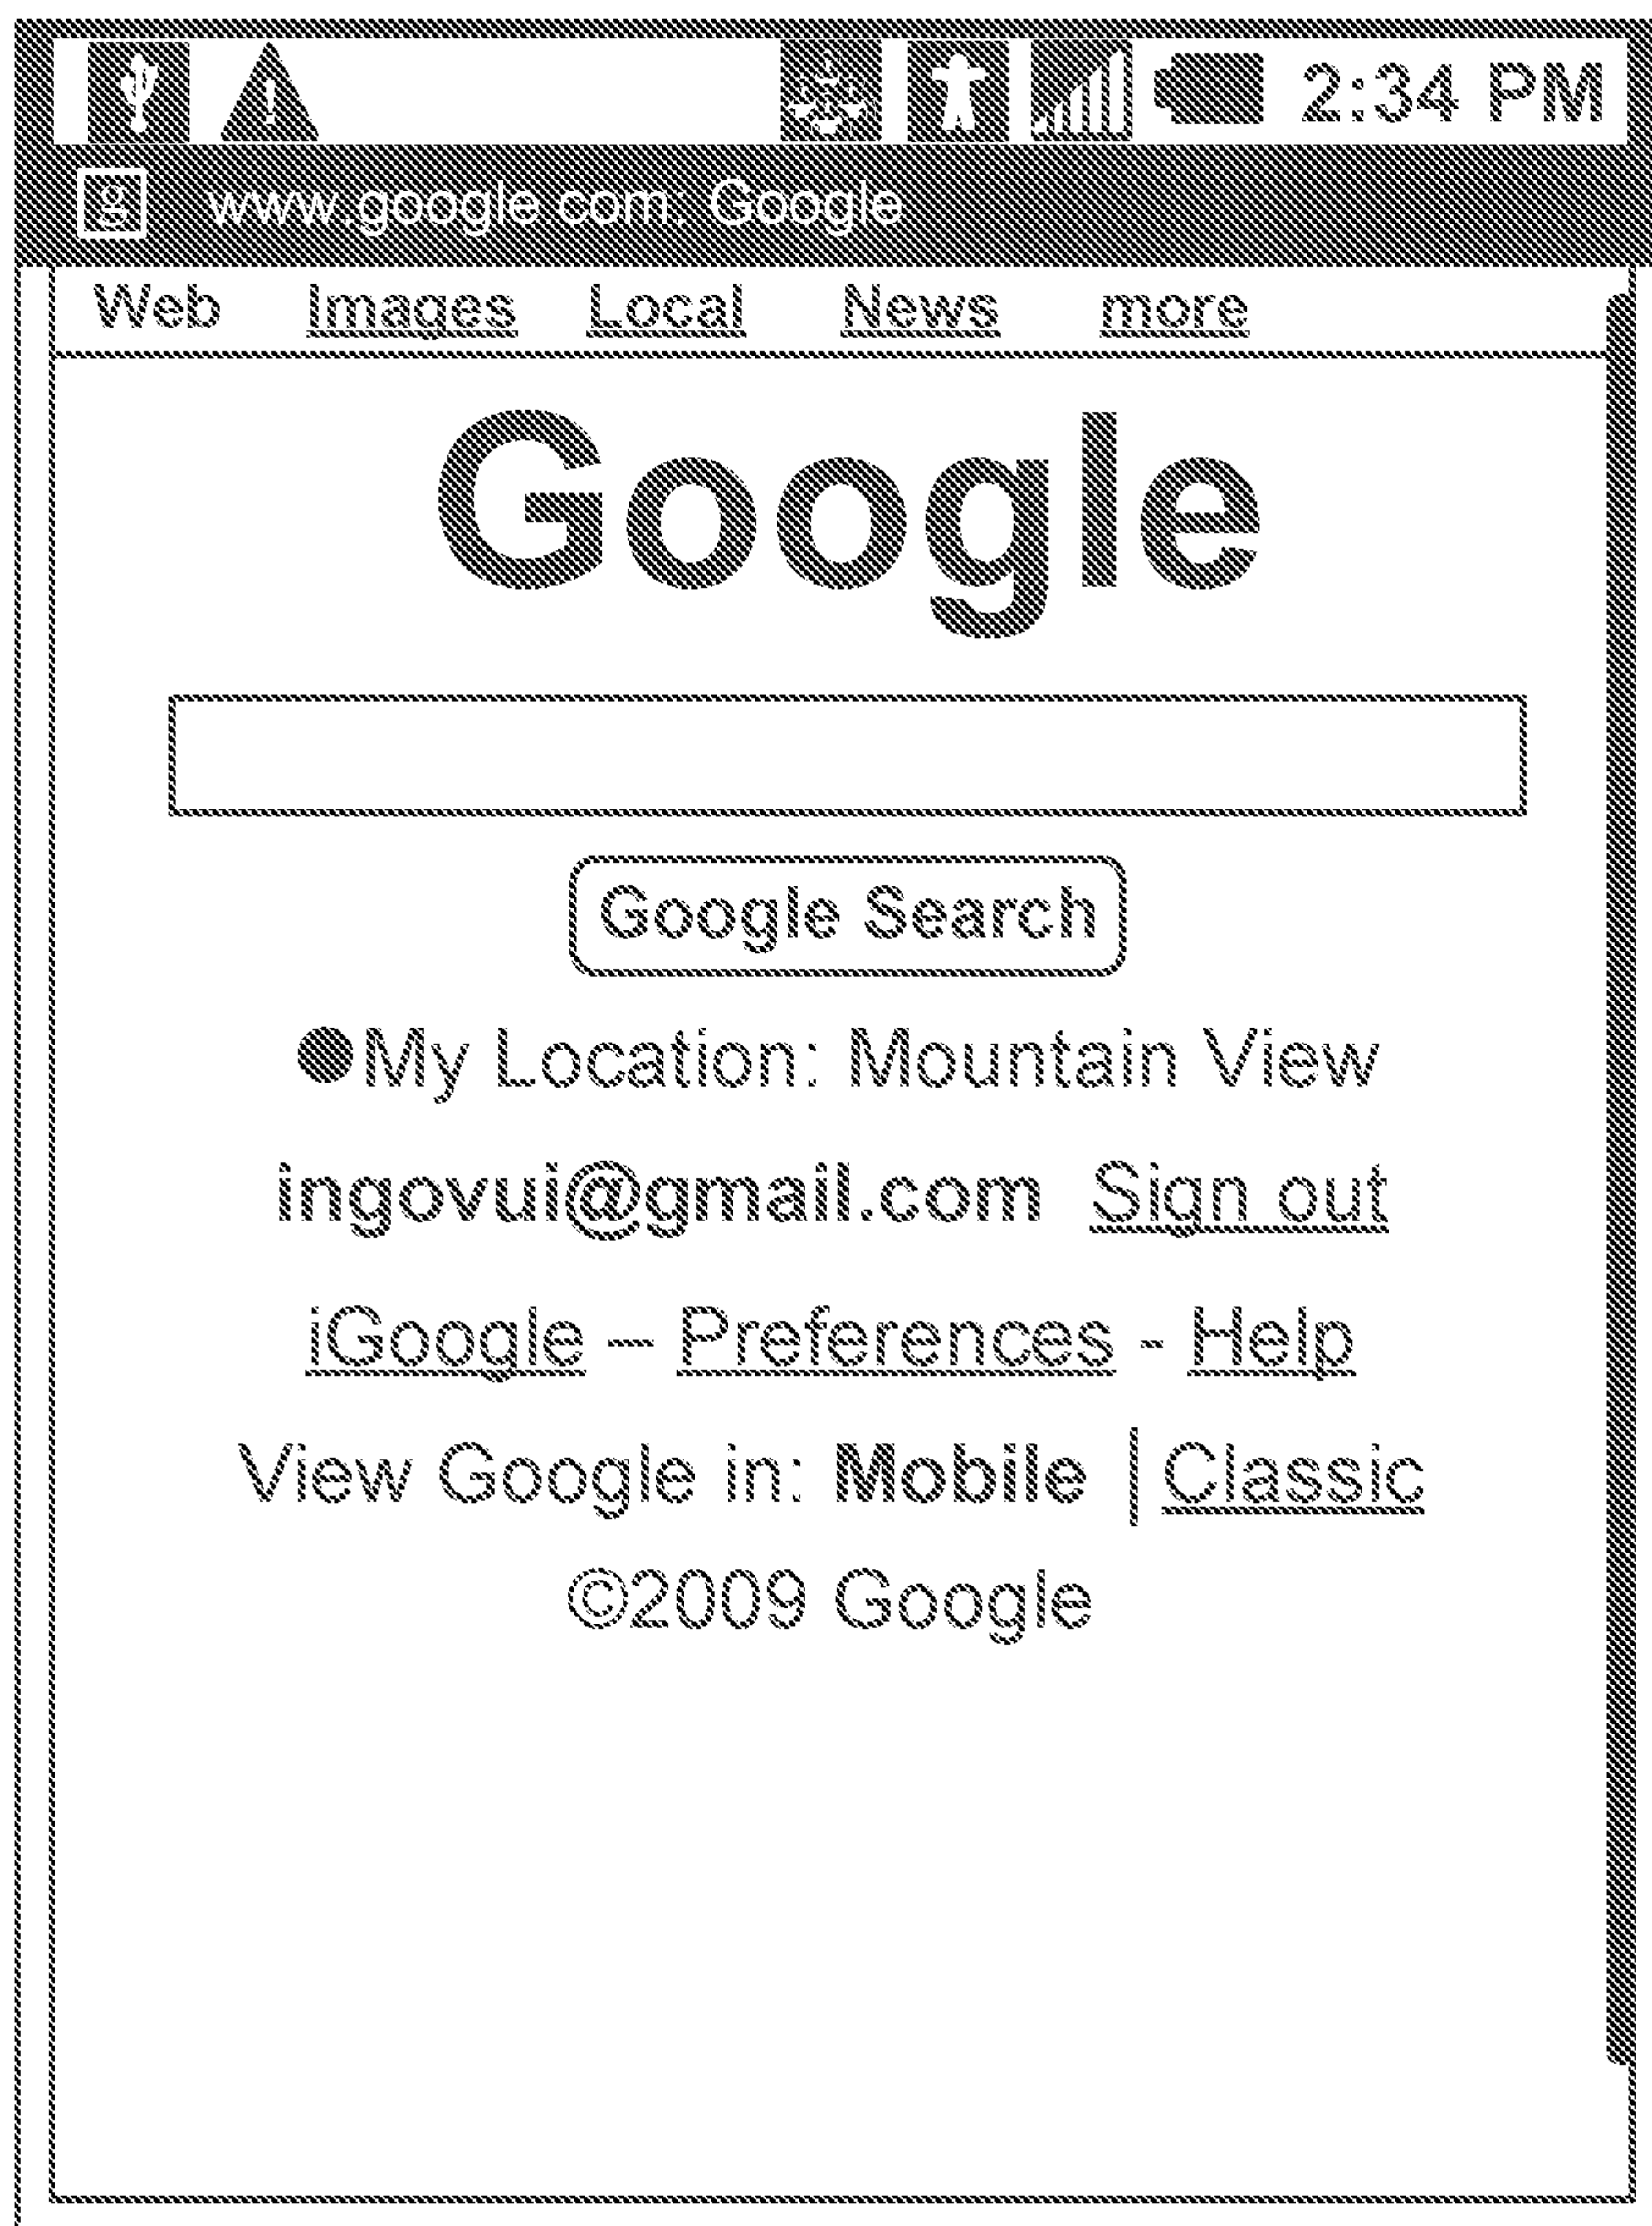 2:34 PM
g www.google.com: Google
Web Images Local News more
Google
Google Search
My Location: Mountain View
ingovui@gmail.com Sign out
iGoogle – Preferences - Help
View Google in: Mobile | Classic
©2009 Google